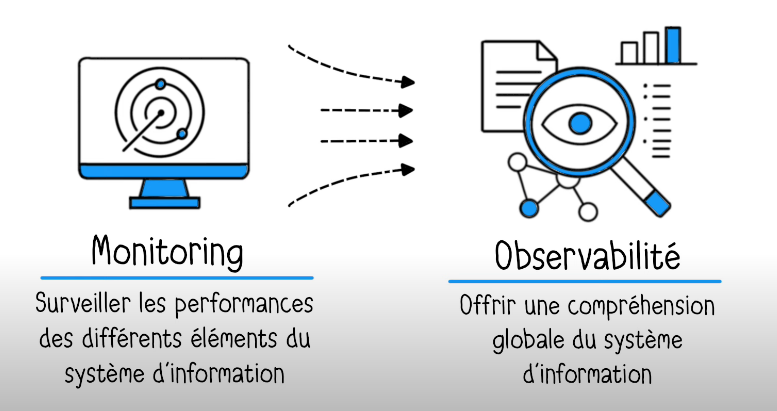 Monitoring
Surveiller les performances
des différents éléments du
système d'information
Observabilité
Offrir une compréhension
globale du système
d'information